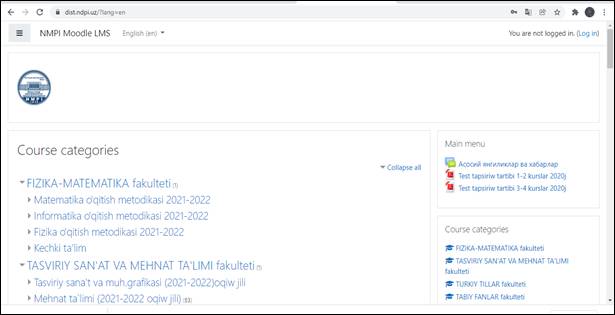 dist.ndpi.uz/?lang=en
NMPI Moodle LMS English (en)
You are not logged in. (Log in)
NMPI
Course categories
Collapse all
FIZIKA-MATEMATIKA fakulteti (1)
Matematika o'qitish metodikasi 2021-2022
Informatika o'qitish metodikasi 2021-2022
Fizika o'qitish metodikasi 2021-2022
Kechki ta'lim
TASVIRIY SAN'AT VA MEHNAT TA'LIMI fakulteti (1)
Tasviriy sana't va muh.grafikasi (2021-2022)oqiw jili
Mehnat ta'limi (2021-2022 oqiw jili) (83)
Main menu
Асосий янгиликлар ва хабарлар
Test tapsiriw tartibi 1-2 kurslar 2020j
Test tapsiriw tartibi 3-4 kurslar 2020j
Course categories
FIZIKA-MATEMATIKA fakulteti
TASVIRIY SAN'AT VA MEHNAT TA'LIMI
fakulteti
TURKIY TILLAR fakulteti
TABIY FANLAR fakulteti